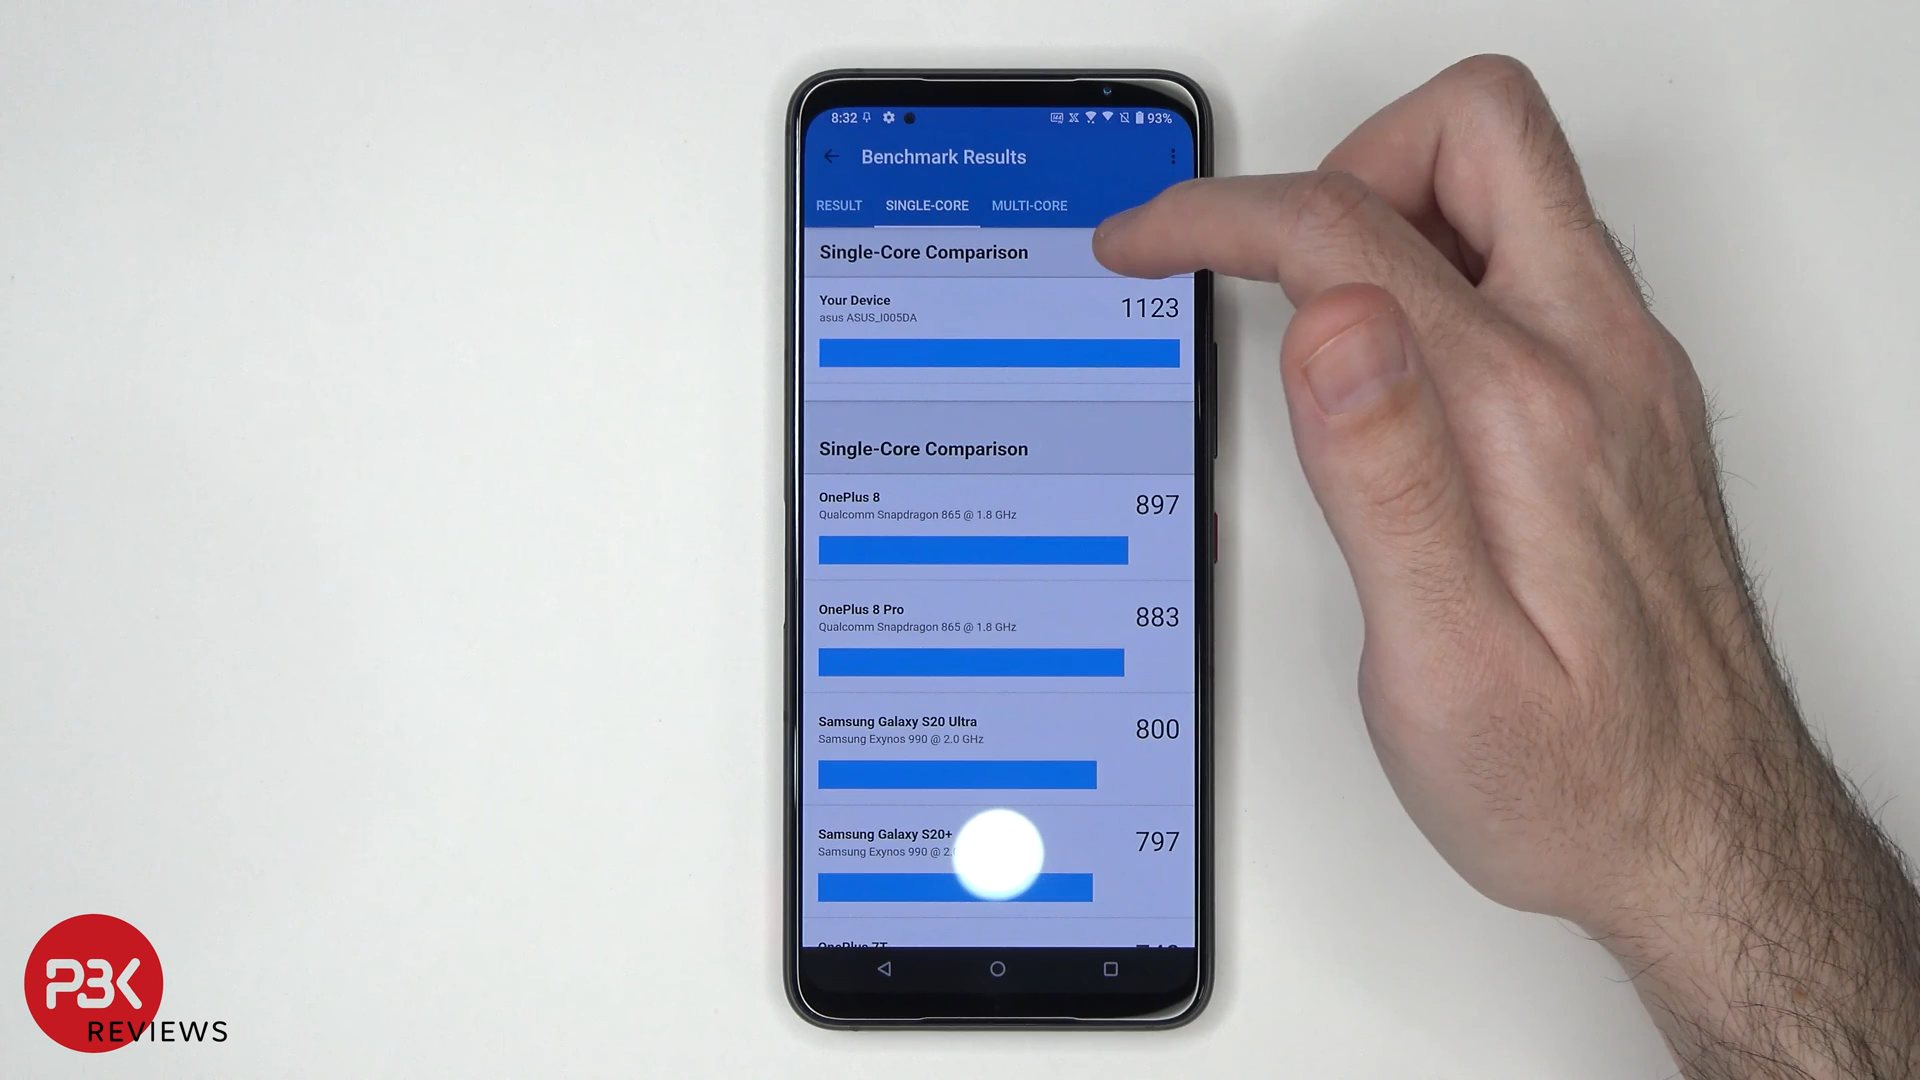 8:32
93%
Benchmark Results
RESULT SINGLE-CORE MULTI-CORE
Single-Core Comparison
Your Device
asus ASUS_I005DA
1123
Single-Core Comparison
OnePlus 8
Qualcomm Snapdragon 865 @ 1.8 GHz
897
OnePlus 8 Pro
Qualcomm Snapdragon 865 @ 1.8 GHz
883
Samsung Galaxy S20 Ultra
Samsung Exynos 990 @ 2.0 GHz
800
Samsung Galaxy S20+
Samsung Exynos 990 @ 2.
797
OnePlus 7T
PBK
REVIEWS